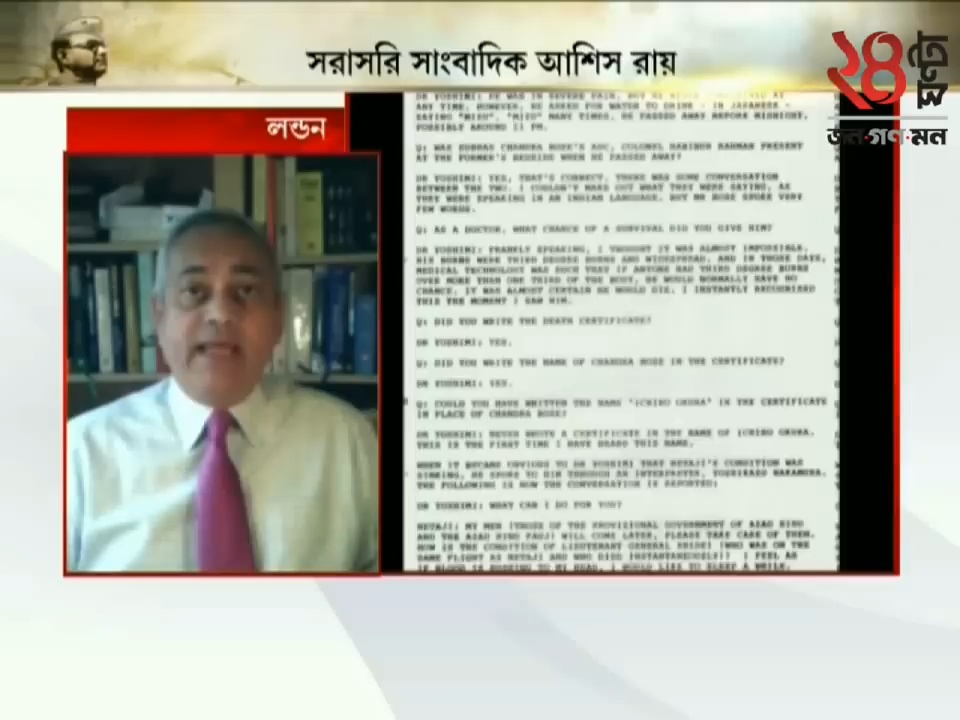 সরাসরি সাংবাদিক আশিস রায়
২৪ ঘণ্টা
জন·গণ·মন
লন্ডন
ANY TIME. HOWEVER, HE ASKED FOR WATER TO DRINK - IN JAPANESE -
SAYING "MIZU", "MIZU" MANY TIMES. HE PASSED AWAY BEFORE MIDNIGHT,
POSSIBLY AROUND 11 PM.
Q: WAS SUBHAS CHANDRA BOSE'S ADC, COLONEL HABIBUR RAHMAN PRESENT
AT THE FORMER'S BEDSIDE WHEN HE PASSED AWAY?
DR YOSHIMI: YES, THAT'S CORRECT. THERE WAS SOME CONVERSATION
BETWEEN THE TWO. I COULDN'T MAKE OUT WHAT THEY WERE SAYING, AS
THEY WERE SPEAKING IN AN INDIAN LANGUAGE. BUT MR BOSE SPOKE VERY
FEW WORDS.
Q: AS A DOCTOR, WHAT CHANCE OF A SURVIVAL DID YOU GIVE HIM?
DR YOSHIMI: FRANKLY SPEAKING, I THOUGHT IT WAS ALMOST IMPOSSIBLE.
HIS BURNS WERE THIRD DEGREE BURNS AND WIDESPREAD. AND IN THOSE DAYS,
MEDICAL TECHNOLOGY WAS SUCH THAT IF ANYONE HAD THIRD DEGREE BURNS
OVER MORE THAN ONE THIRD OF THE BODY, HE WOULD NORMALLY HAVE NO
CHANCE. IT WAS ALMOST CERTAIN HE WOULD DIE. I INSTANTLY RECOGNISED
THIS THE MOMENT I SAW HIM.
Q: DID YOU WRITE THE DEATH CERTIFICATE?
DR YOSHIMI: YES.
Q: DID YOU WRITE THE NAME OF CHANDRA BOSE IN THE CERTIFICATE?
DR YOSHIMI: YES.
Q: COULD YOU HAVE WRITTEN THE NAME "ICHIRO OKURA" IN THE CERTIFICATE
IN PLACE OF CHANDRA BOSE?
DR YOSHIMI: NEVER WROTE A CERTIFICATE IN THE NAME OF ICHIRO OKURA.
THIS IS THE FIRST TIME I HAVE HEARD THIS NAME.
WHEN IT BECAME OBVIOUS TO DR YOSHIMI THAT NETAJI'S CONDITION WAS
SINKING, HE SPOKE TO HIM THROUGH AN INTERPRETER,
THE FOLLOWING IS HOW THE CONVERSATION IS REPORTED:
DR YOSHIMI: WHAT CAN I DO FOR YOU?
NETAJI: MY MEN (THOSE OF THE PROVISIONAL GOVERNMENT OF AZAD HIND
AND THE AZAD HIND FAUJ) WILL COME LATER, PLEASE TAKE CARE OF THEM.
HOW IS THE CONDITION OF LIEUTENANT GENERAL SHIDEI (WHO WAS ON THE
SAME FLIGHT AS NETAJI AND WHO DIED INSTANTANEOUSLY)? I FEEL AS
IF BLOOD IS RUSHING TO MY HEAD. I WOULD LIKE TO SLEEP A WHILE.